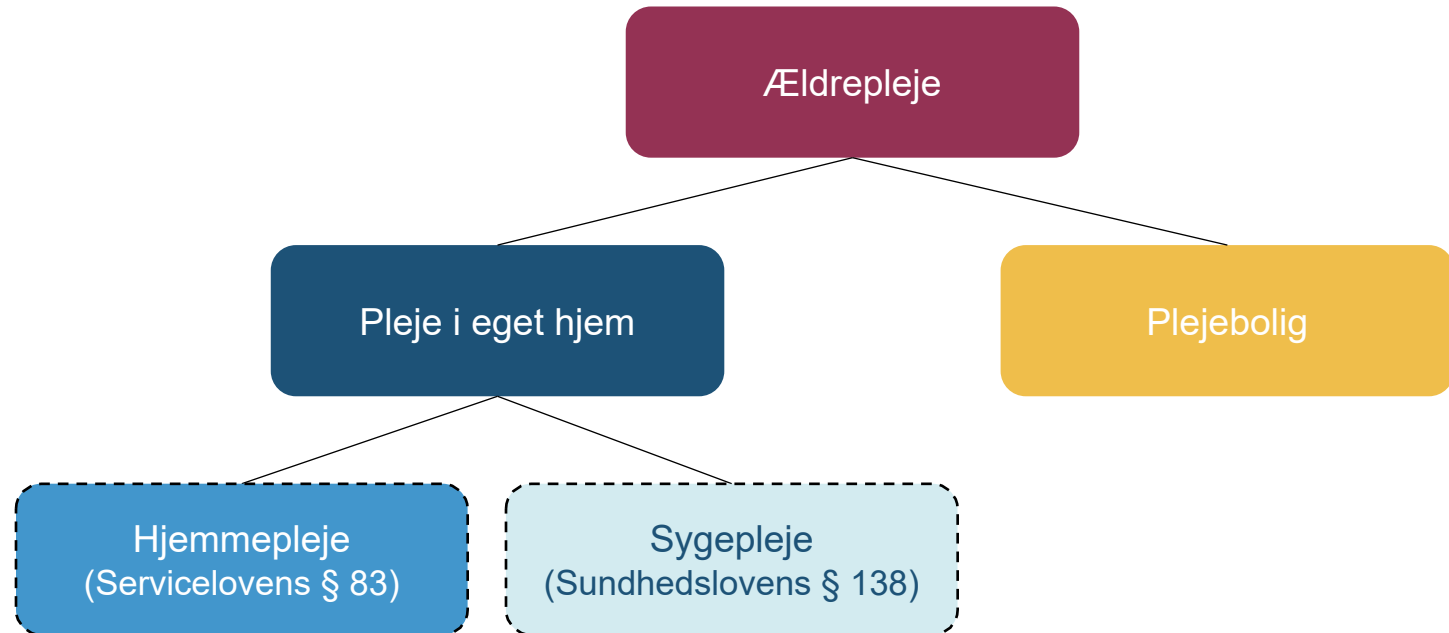 Ældrepleje
Pleje i eget hjem
Plejebolig
Hjemmepleje
(Servicelovens § 83)
Sygepleje
(Sundhedslovens § 138)